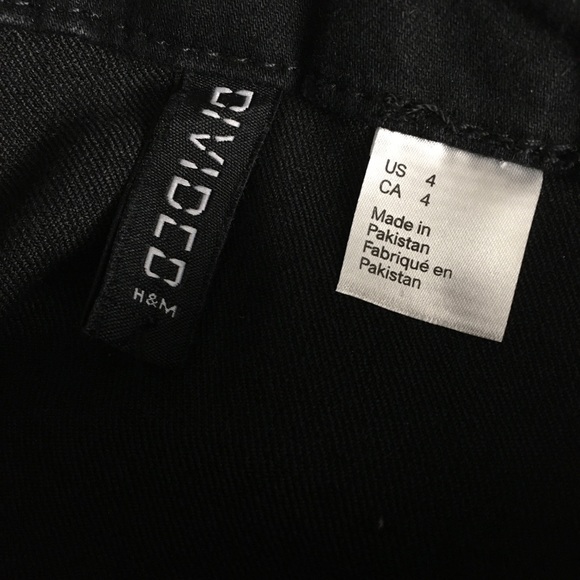 DIVIDED
H&M
US 4
CA 4
Made in
Pakistan
Fabriqué en
Pakistan